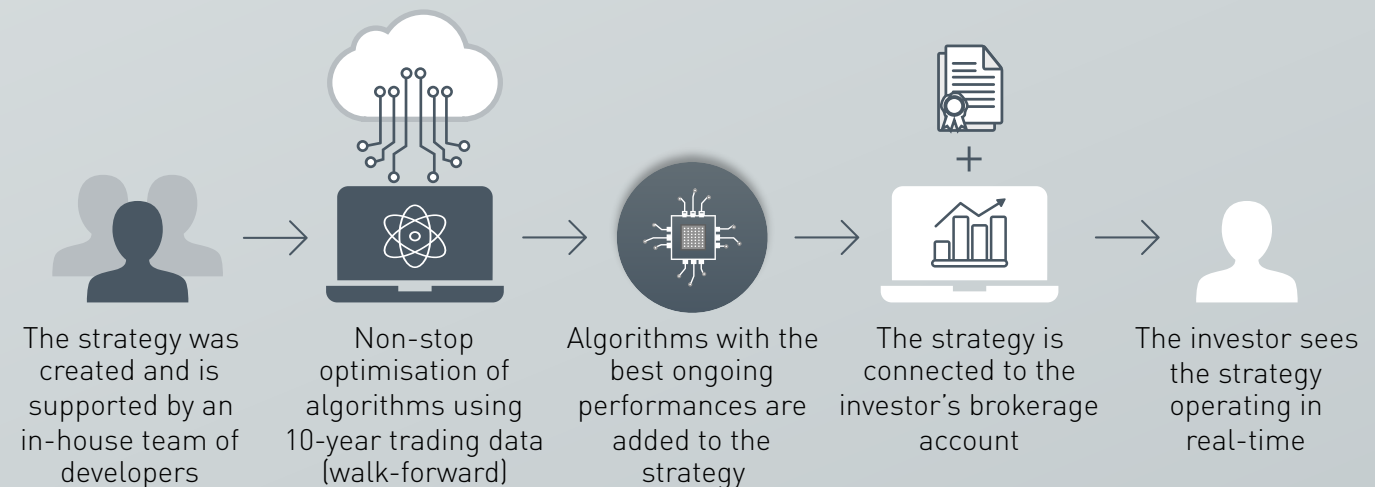 The strategy was
created and is
supported by an
in-house team of
developers
Non-stop
optimisation of
algorithms using
10-year trading data
(walk-forward)
Algorithms with the
best ongoing
performances are
added to the
strategy
+
The strategy is
connected to the
investor's brokerage
account
The investor sees
the strategy
operating in
real-time